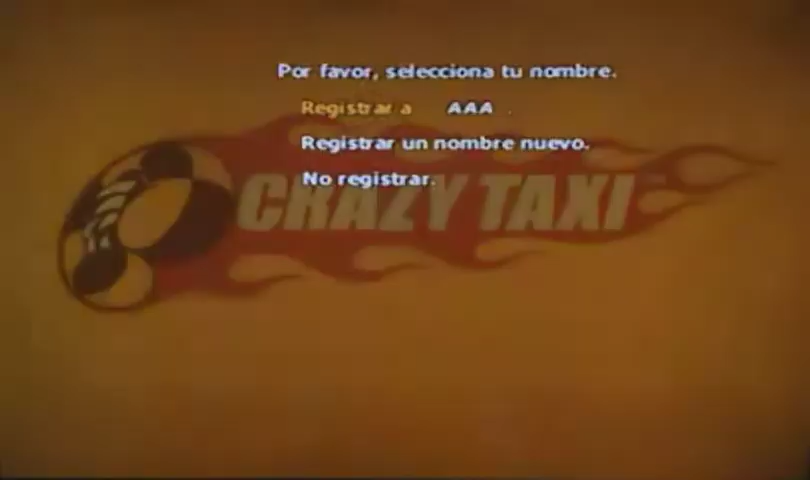 Por favor, selecciona tu nombre.
Registrar a AAA .
Registrar un nombre nuevo.
No registrar.
CRAZY TAXI